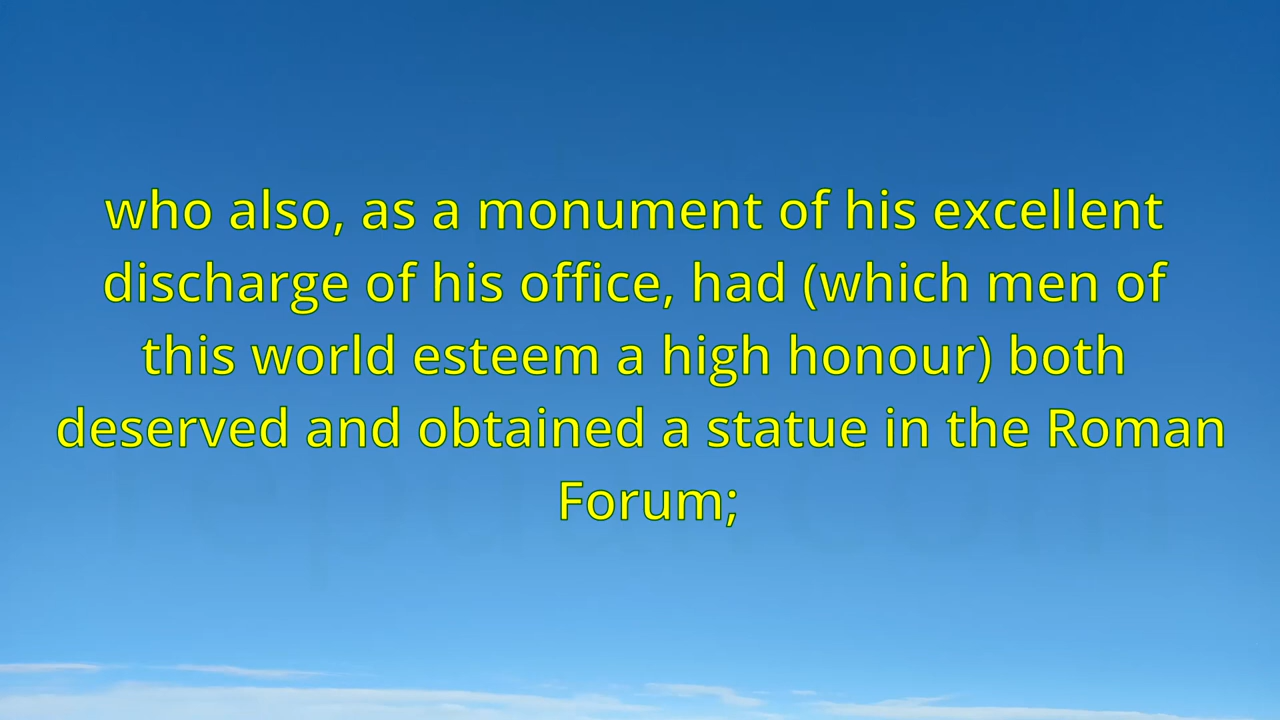 who also, as a monument of his excellent
discharge of his office, had (which men of
this world esteem a high honour) both
deserved and obtained a statue in the Roman
Forum;